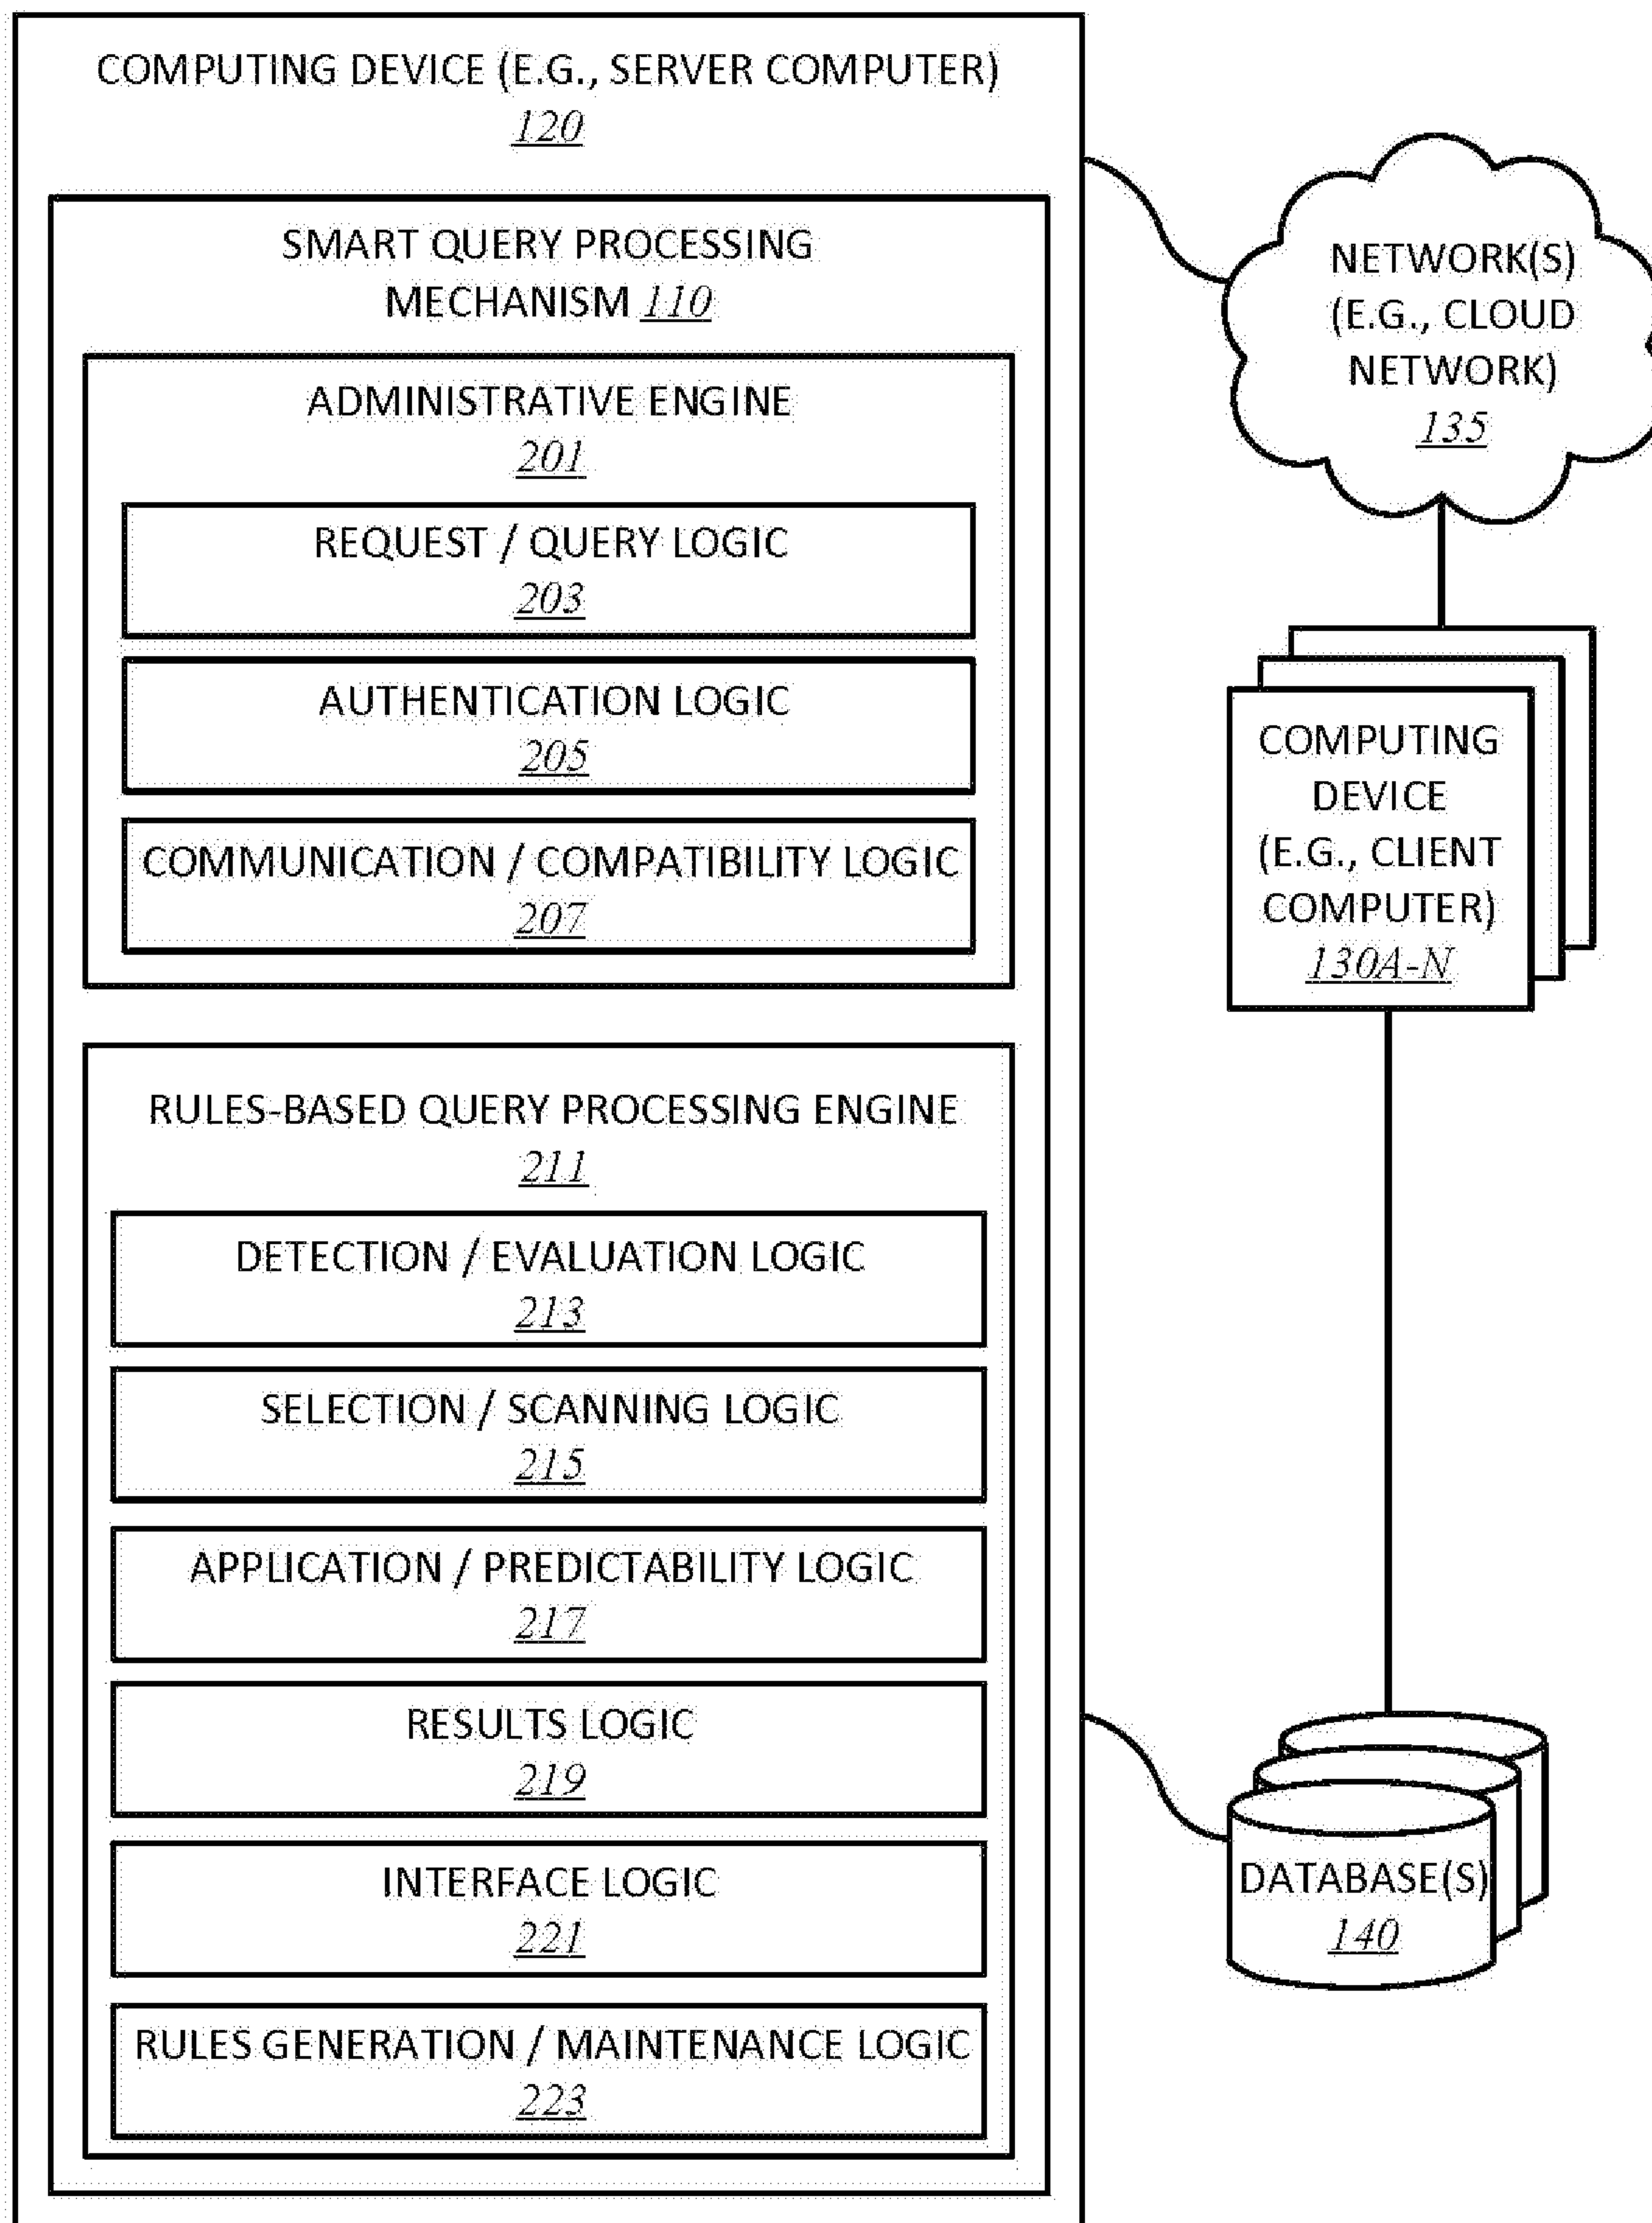 COMPUTING DEVICE (E.G., SERVER COMPUTER)
120
SMART QUERY PROCESSING
MECHANISM 110
ADMINISTRATIVE ENGINE
201
REQUEST / QUERY LOGIC
203
AUTHENTICATION LOGIC
205
COMMUNICATION / COMPATIBILITY LOGIC
207
RULES-BASED QUERY PROCESSING ENGINE
211
DETECTION / EVALUATION LOGIC
213
SELECTION / SCANNING LOGIC
215
APPLICATION / PREDICTABILITY LOGIC
217
RESULTS LOGIC
219
INTERFACE LOGIC
221
RULES GENERATION / MAINTENANCE LOGIC
223
NETWORK(S)
(E.G., CLOUD
NETWORK)
135
COMPUTING
DEVICE
(E.G., CLIENT
COMPUTER)
130A-N
DATABASE(S)
140